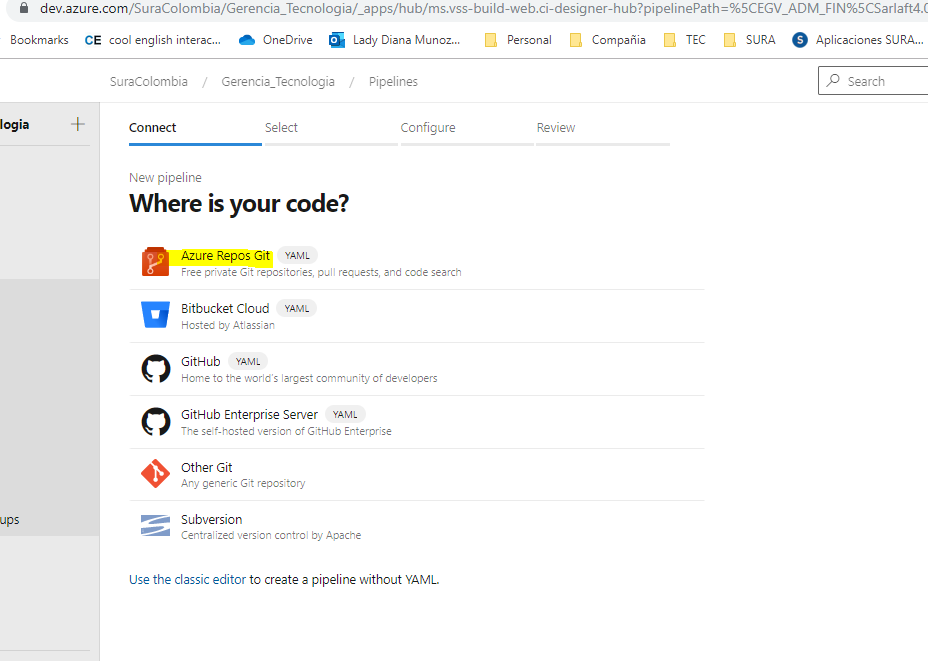 dev.azure.com/SuraColombia/Gerencia_Tecnologia/_apps/hub/ms.vss-build-web.ci-designer-hub?pipelinePath=%5CEGV_ADM_FIN%5CSarlaft4.0
Bookmarks CE cool english interac... OneDrive Lady Diana Munoz... Personal Compañia TEC SURA S Aplicaciones SURA...
SuraColombia / Gerencia_Tecnologia / Pipelines Search
logia +
Connect Select Configure Review
New pipeline
Where is your code?
Azure Repos Git YAML
Free private Git repositories, pull requests, and code search
Bitbucket Cloud YAML
Hosted by Atlassian
GitHub YAML
Home to the world's largest community of developers
GitHub Enterprise Server YAML
The self-hosted version of GitHub Enterprise
Other Git
Any generic Git repository
ups
Subversion
Centralized version control by Apache
Use the classic editor to create a pipeline without YAML.